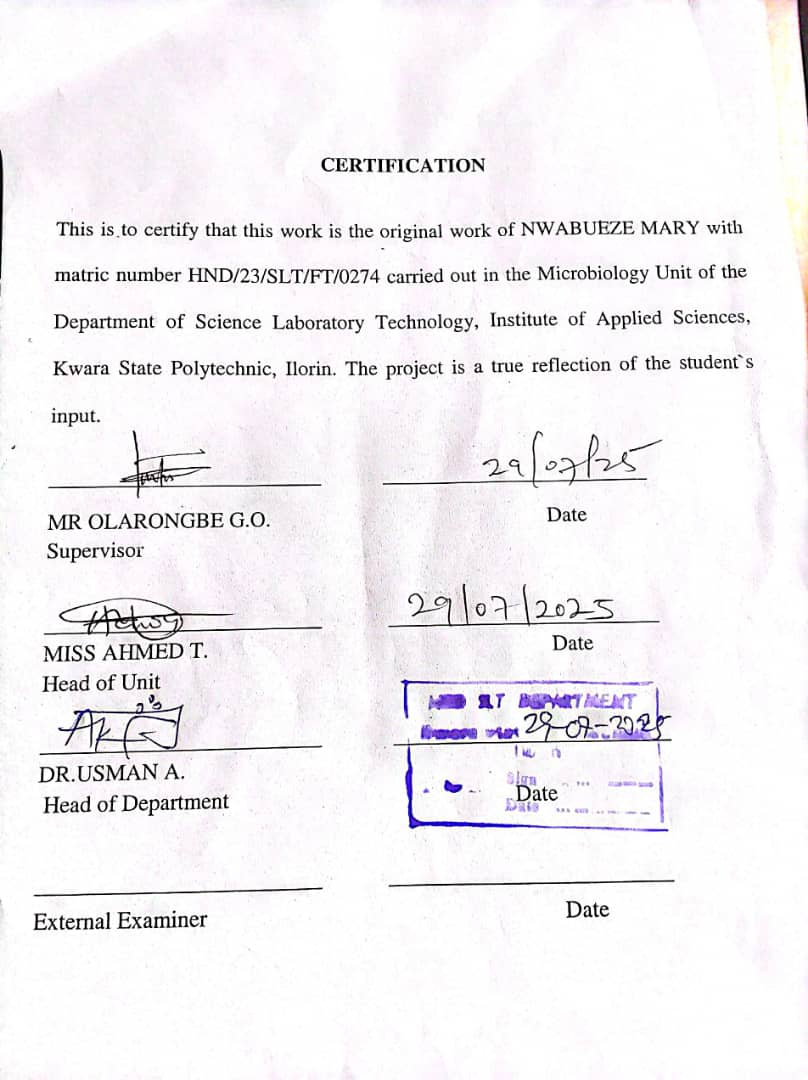 CERTIFICATION
This is to certify that this work is the original work of NWABUEZE MARY with
matric number HND/23/SLT/FT/0274 carried out in the Microbiology Unit of the
Department of Science Laboratory Technology, Institute of Applied Sciences,
Kwara State Polytechnic, Ilorin. The project is a true reflection of the student`s
input.
29/07/25
MR OLARONGBE G.O. Date
Supervisor
29/07/2025
MISS AHMED T. Date
Head of Unit
SLT DEPARTMENT
29-07-2025
DR.USMAN A. Sign
Head of Department Date
Date
External Examiner Date